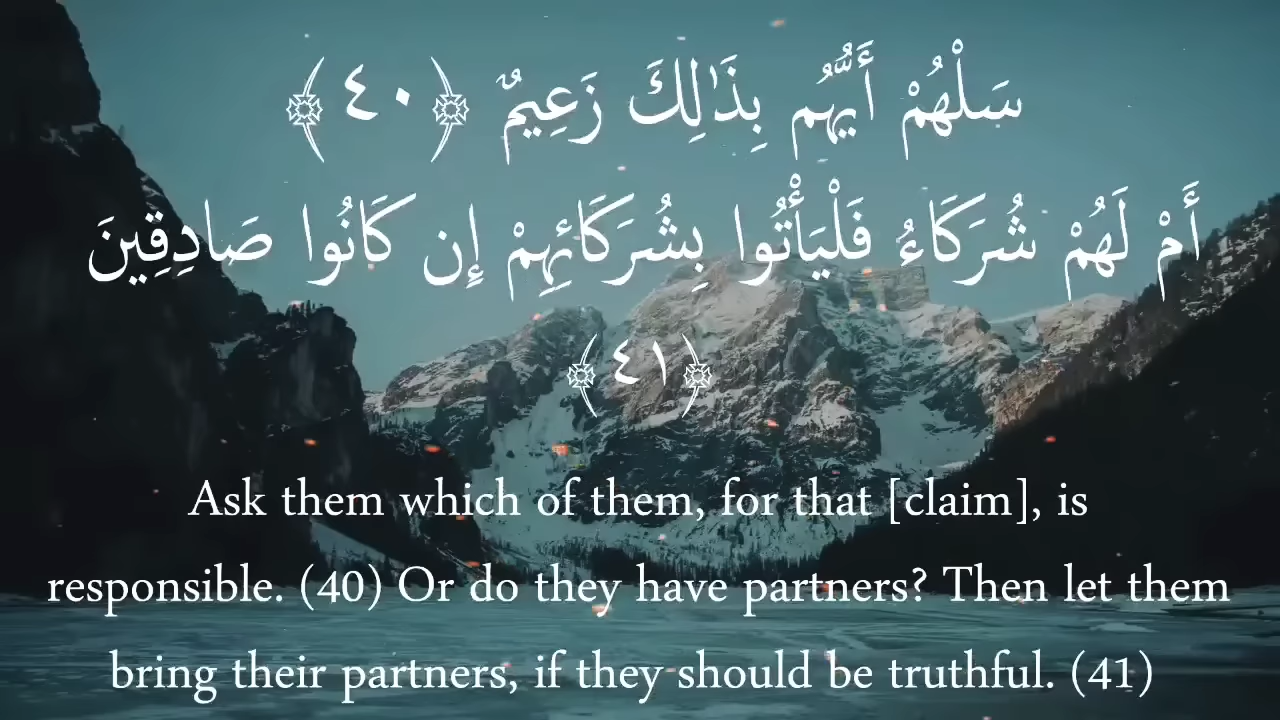 سَلْهُمْ أَيُّهُم بِذَٰلِكَ زَعِيمٌ ﴿٤٠﴾
أَمْ لَهُمْ شُرَكَاءُ فَلْيَأْتُوا بِشُرَكَائِهِمْ إِن كَانُوا صَادِقِينَ
﴿٤١﴾
Ask them which of them, for that [claim], is
responsible. (40) Or do they have partners? Then let them
bring their partners, if they should be truthful. (41)